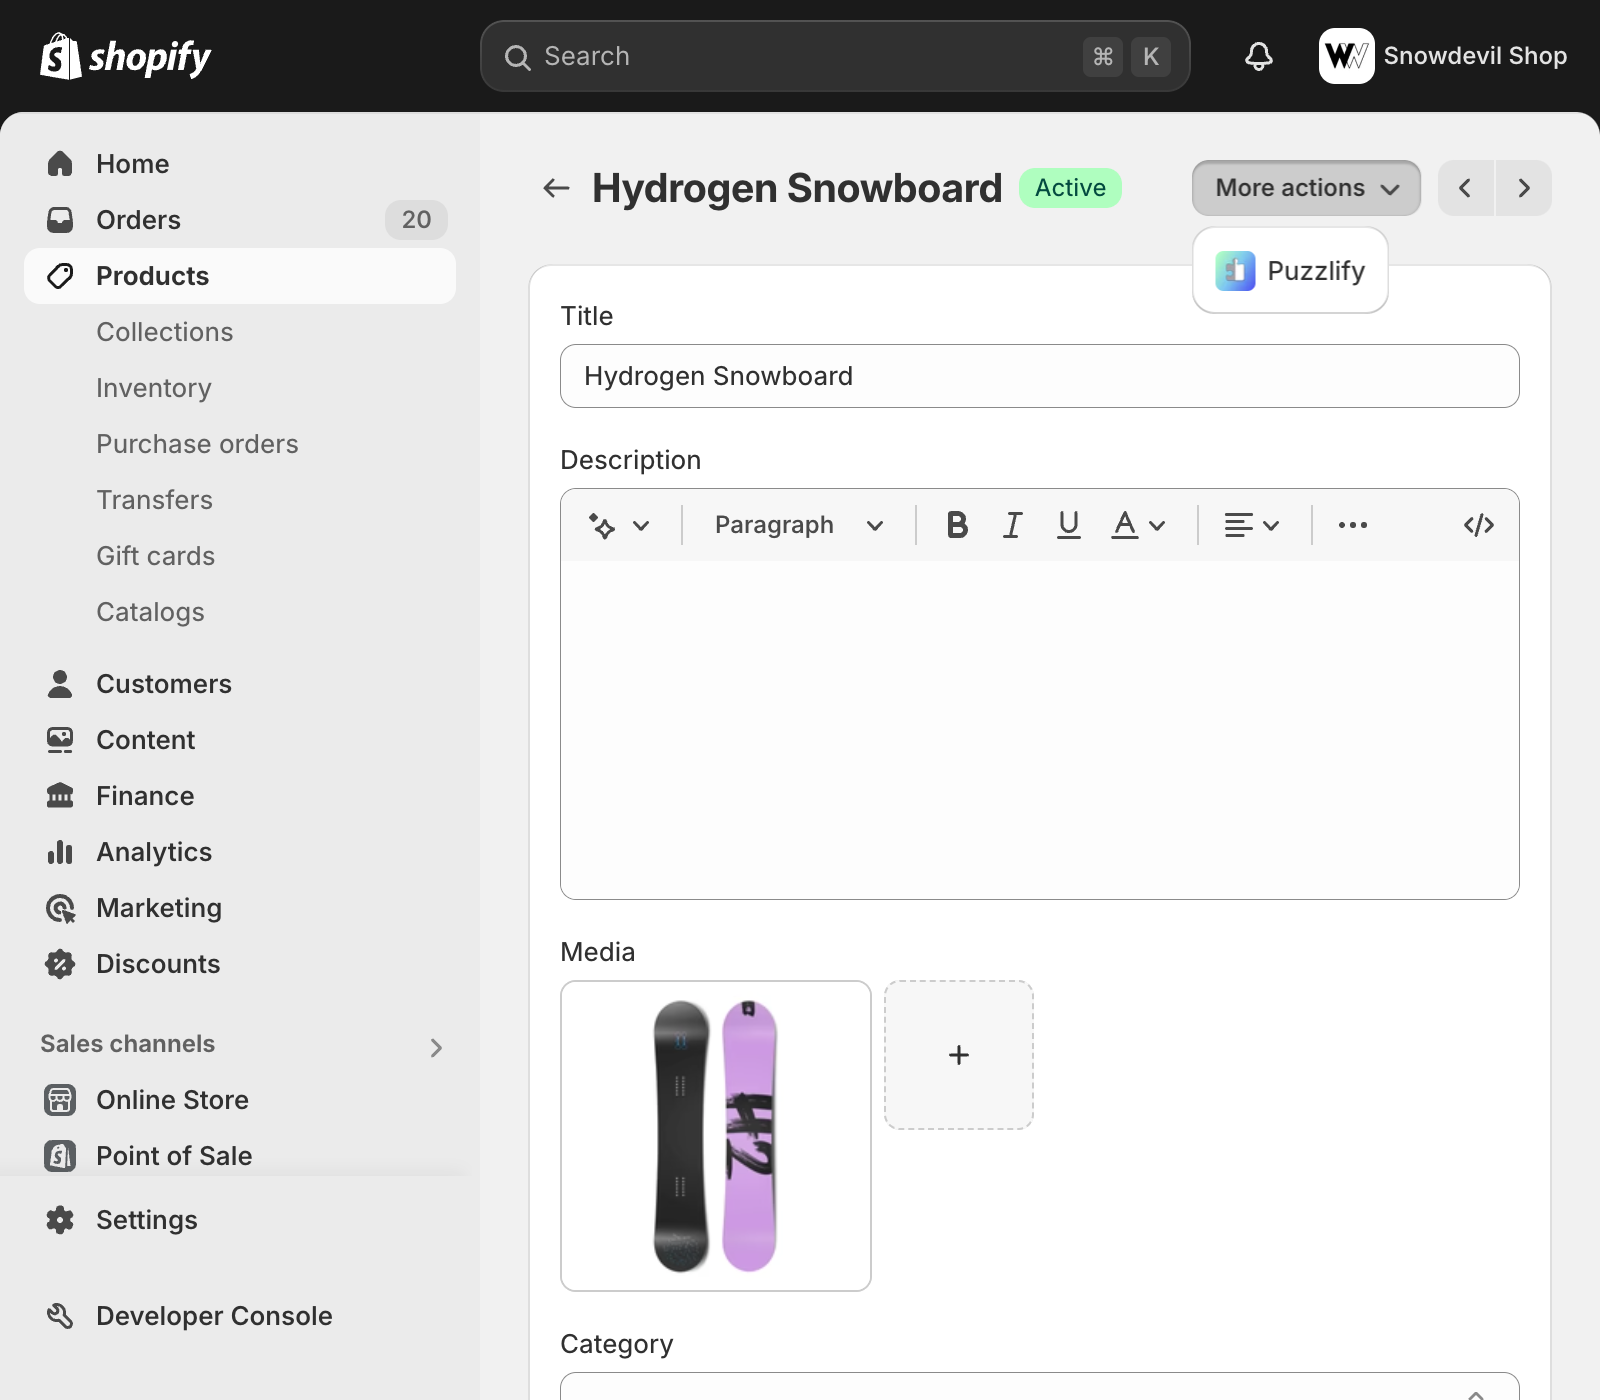 shopify
Search
⌘ K
Snowdevil Shop
Home
Orders
20
Products
Collections
Inventory
Purchase orders
Transfers
Gift cards
Catalogs
Customers
Content
Finance
Analytics
Marketing
Discounts
Sales channels
Online Store
Point of Sale
Settings
Developer Console
Hydrogen Snowboard
Active
More actions
Puzzlify
Title
Hydrogen Snowboard
Description
Paragraph
B I U A
Media
H2
Category